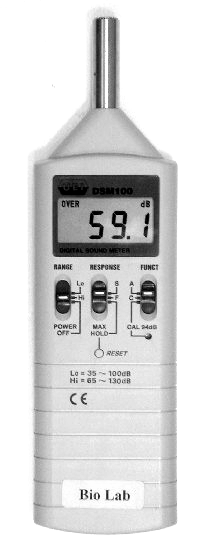 DSM100
OVER dB
59.1
DIGITAL SOUND METER
RANGE RESPONSE FUNCT
Lo S A
Hi F C
POWER OFF MAX HOLD CAL 94dB
RESET
Lo = 35 ~ 100dB
Hi = 65 ~ 130dB
CE
Bio Lab